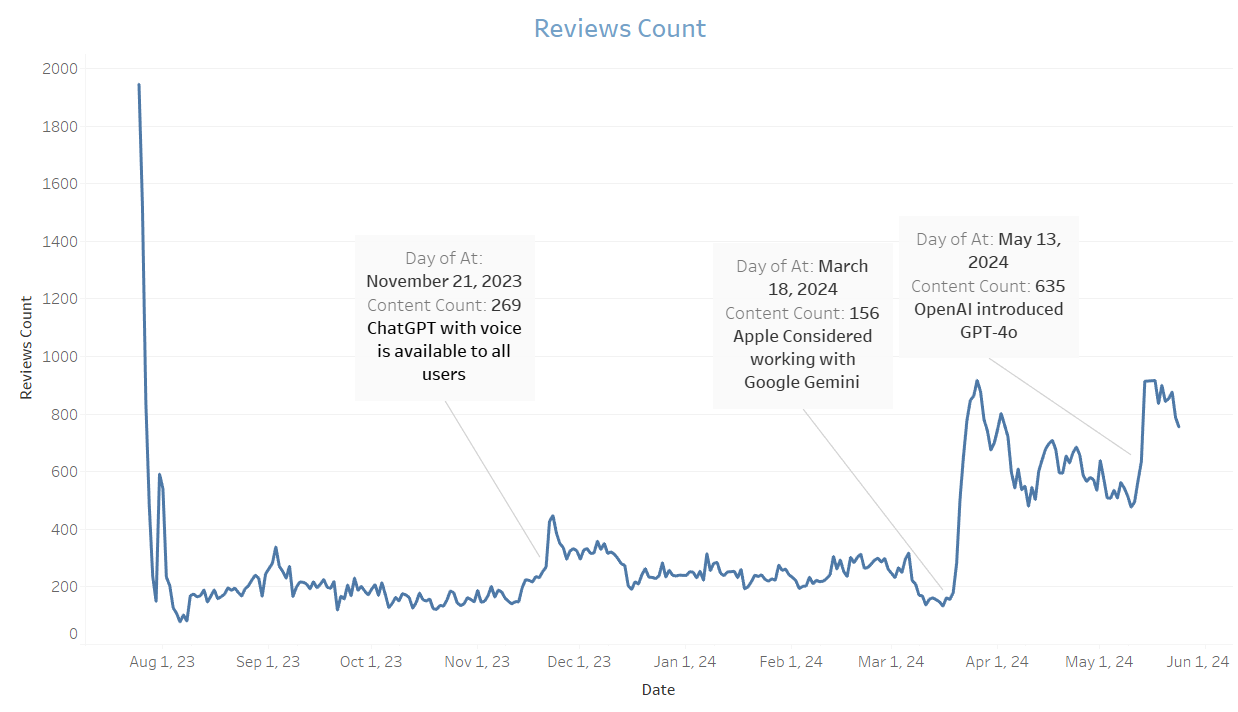 Reviews Count
2000
1800
1600
1400
1200
1000
800
600
400
200
0
Reviews Count
Day of At:
November 21, 2023
Content Count: 269
ChatGPT with voice
is available to all
users
Day of At: March
18, 2024
Content Count: 156
Apple Considered
working with
Google Gemini
Day of At: May 13,
2024
Content Count: 635
OpenAI introduced
GPT-4o
Aug 1, 23 Sep 1, 23 Oct 1, 23 Nov 1, 23 Dec 1, 23 Jan 1, 24 Feb 1, 24 Mar 1, 24 Apr 1, 24 May 1, 24 Jun 1, 24
Date